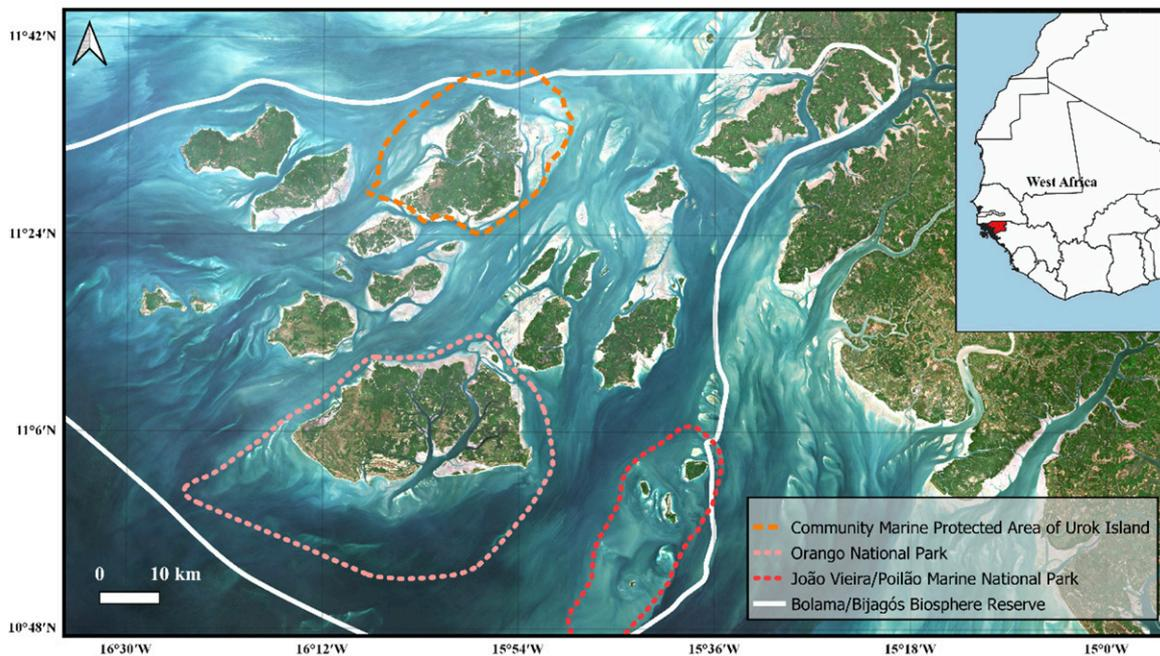 11°42'N
11°24'N
11°6'N
10°48'N
West Africa
Community Marine Protected Area of Urok Island
Orango National Park
João Vieira/Poilão Marine National Park
Bolama/Bijagós Biosphere Reserve
0 10 km
16°30'W 16°12'W 15°54'W 15°36'W 15°18'W 15°0'W